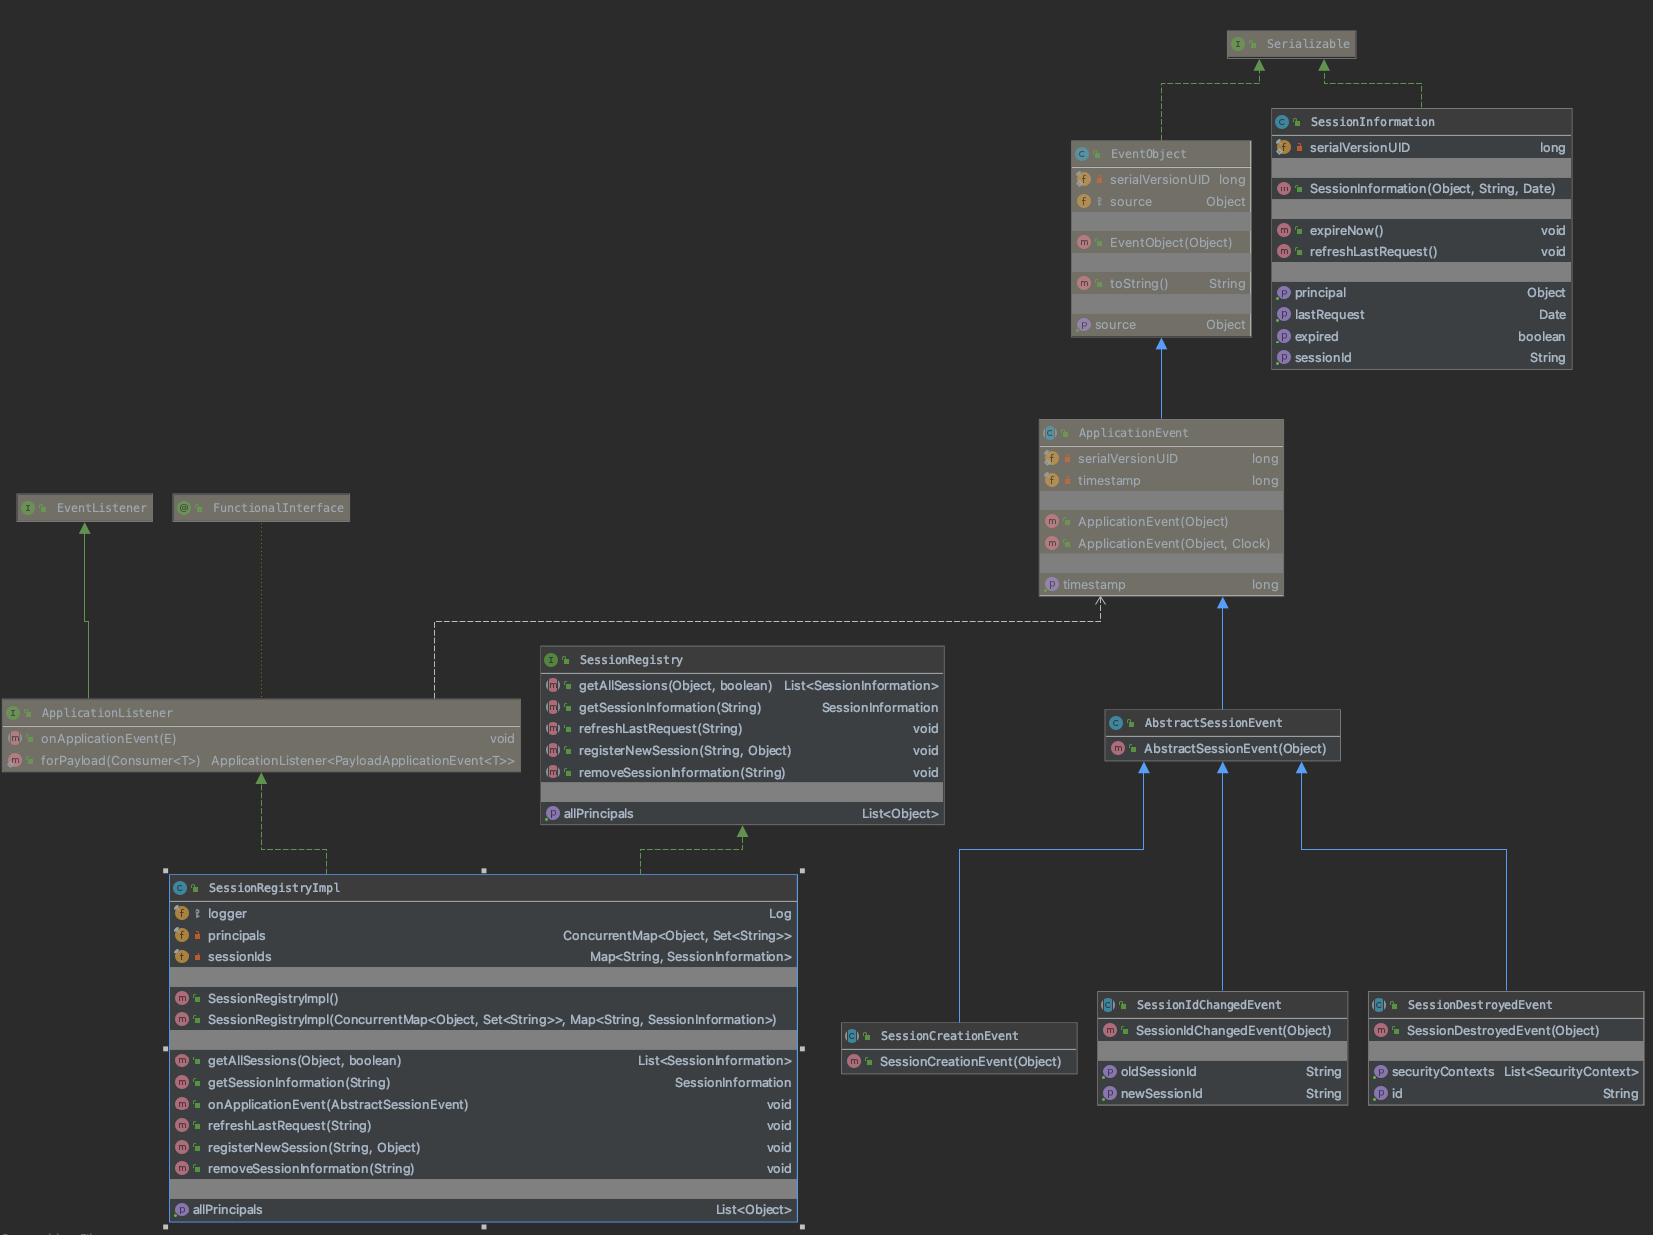 Serializable
SessionInformation
serialVersionUID long
SessionInformation(Object, String, Date)
expireNow() void
refreshLastRequest() void
principal Object
lastRequest Date
expired boolean
sessionId String
EventObject
serialVersionUID long
source Object
EventObject(Object)
toString() String
source Object
ApplicationEvent
serialVersionUID long
timestamp long
ApplicationEvent(Object)
ApplicationEvent(Object, Clock)
timestamp long
EventListener
FunctionalInterface
ApplicationListener
onApplicationEvent(E) void
forPayload(Consumer<T>) ApplicationListener<PayloadApplicationEvent<T>>
SessionRegistry
getAllSessions(Object, boolean) List<SessionInformation>
getSessionInformation(String) SessionInformation
refreshLastRequest(String) void
registerNewSession(String, Object) void
removeSessionInformation(String) void
allPrincipals List<Object>
AbstractSessionEvent
AbstractSessionEvent(Object)
SessionRegistryImpl
logger Log
principals ConcurrentMap<Object, Set<String>>
sessionIds Map<String, SessionInformation>
SessionRegistryImpl()
SessionRegistryImpl(ConcurrentMap<Object, Set<String>>, Map<String, SessionInformation>)
getAllSessions(Object, boolean) List<SessionInformation>
getSessionInformation(String) SessionInformation
onApplicationEvent(AbstractSessionEvent) void
refreshLastRequest(String) void
registerNewSession(String, Object) void
removeSessionInformation(String) void
allPrincipals List<Object>
SessionCreationEvent
SessionCreationEvent(Object)
SessionIdChangedEvent
SessionIdChangedEvent(Object)
oldSessionId String
newSessionId String
SessionDestroyedEvent
SessionDestroyedEvent(Object)
securityContexts List<SecurityContext>
id String